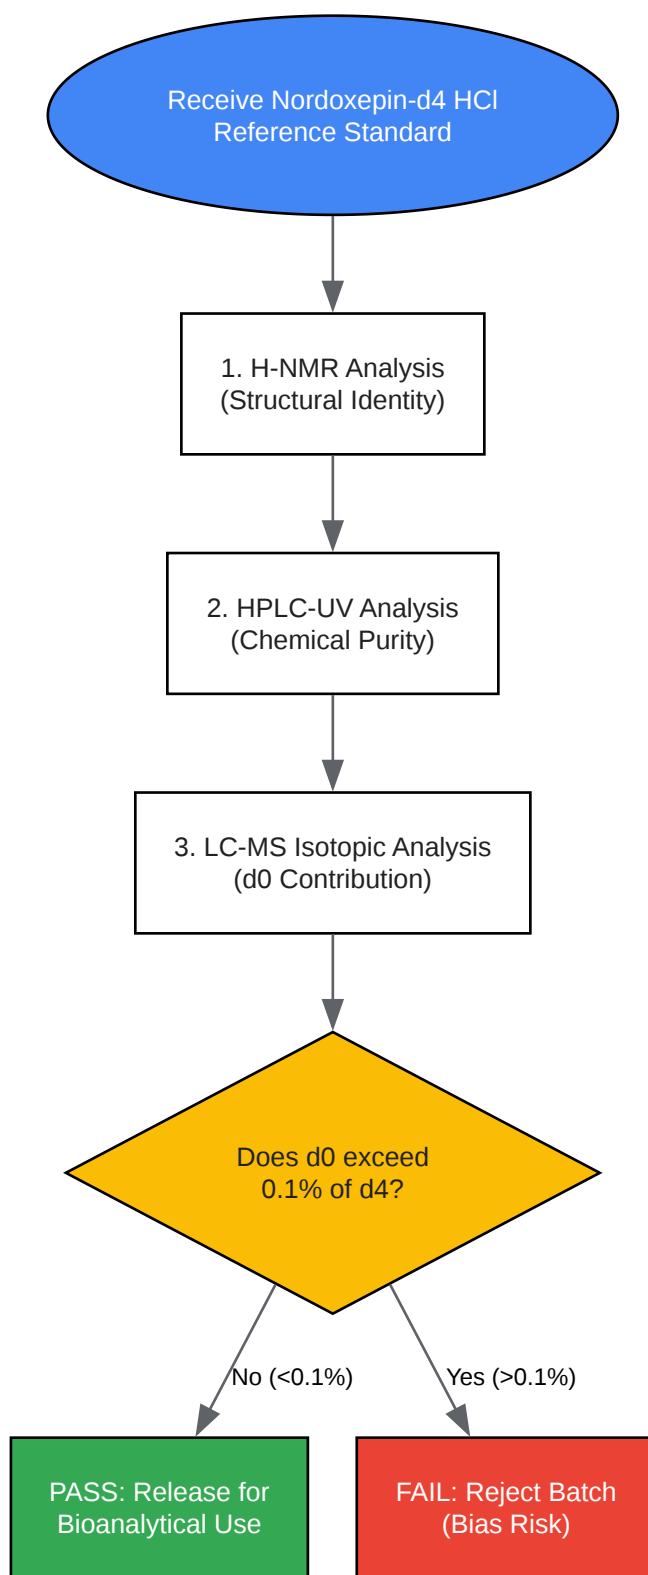 Receive Nordoxepin-d4 HCl
Reference Standard
1. H-NMR Analysis
(Structural Identity)
2. HPLC-UV Analysis
(Chemical Purity)
3. LC-MS Isotopic Analysis
(d0 Contribution)
Does d0 exceed
0.1% of d4?
No (<0.1%)
Yes (>0.1%)
PASS: Release for
Bioanalytical Use
FAIL: Reject Batch
(Bias Risk)